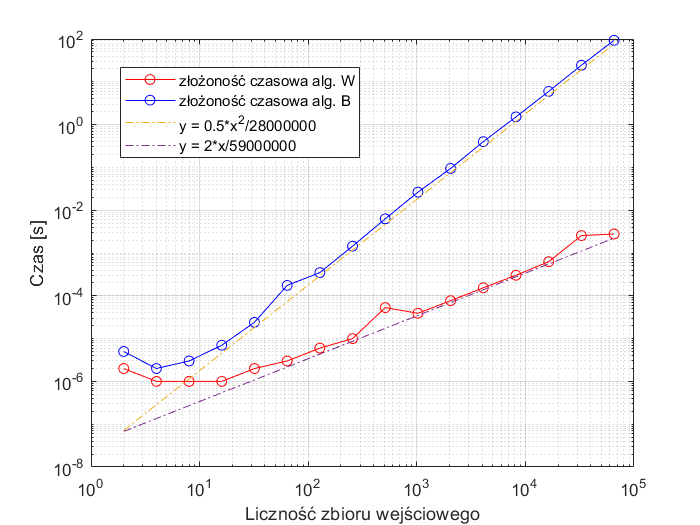 10^2
10^0
10^-2
10^-4
10^-6
10^-8
Czas [s]
złożoność czasowa alg. W
złożoność czasowa alg. B
y = 0.5*x^2/28000000
y = 2*x/59000000
10^0 10^1 10^2 10^3 10^4 10^5
Liczność zbioru wejściowego